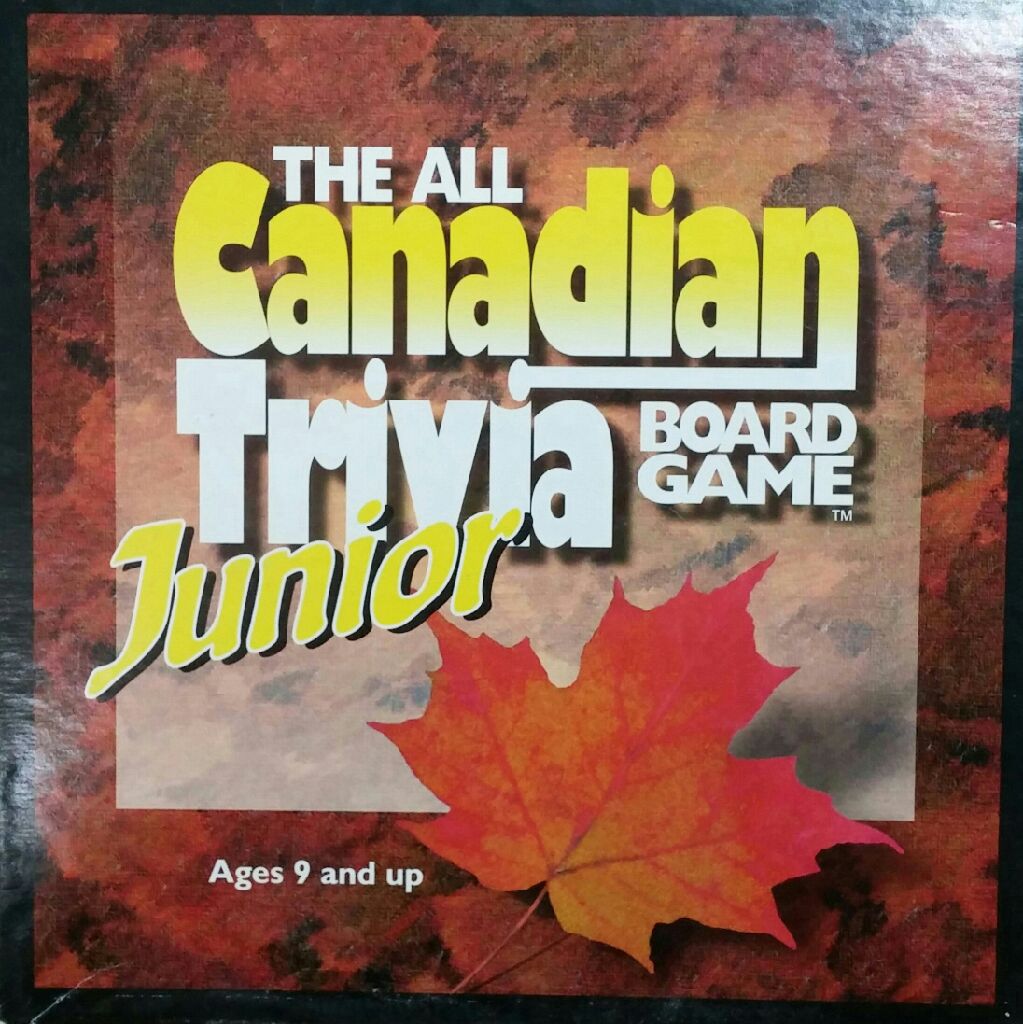 THE ALL
Canadian
Trivia
BOARD
GAME
TM
Junior
Ages 9 and up